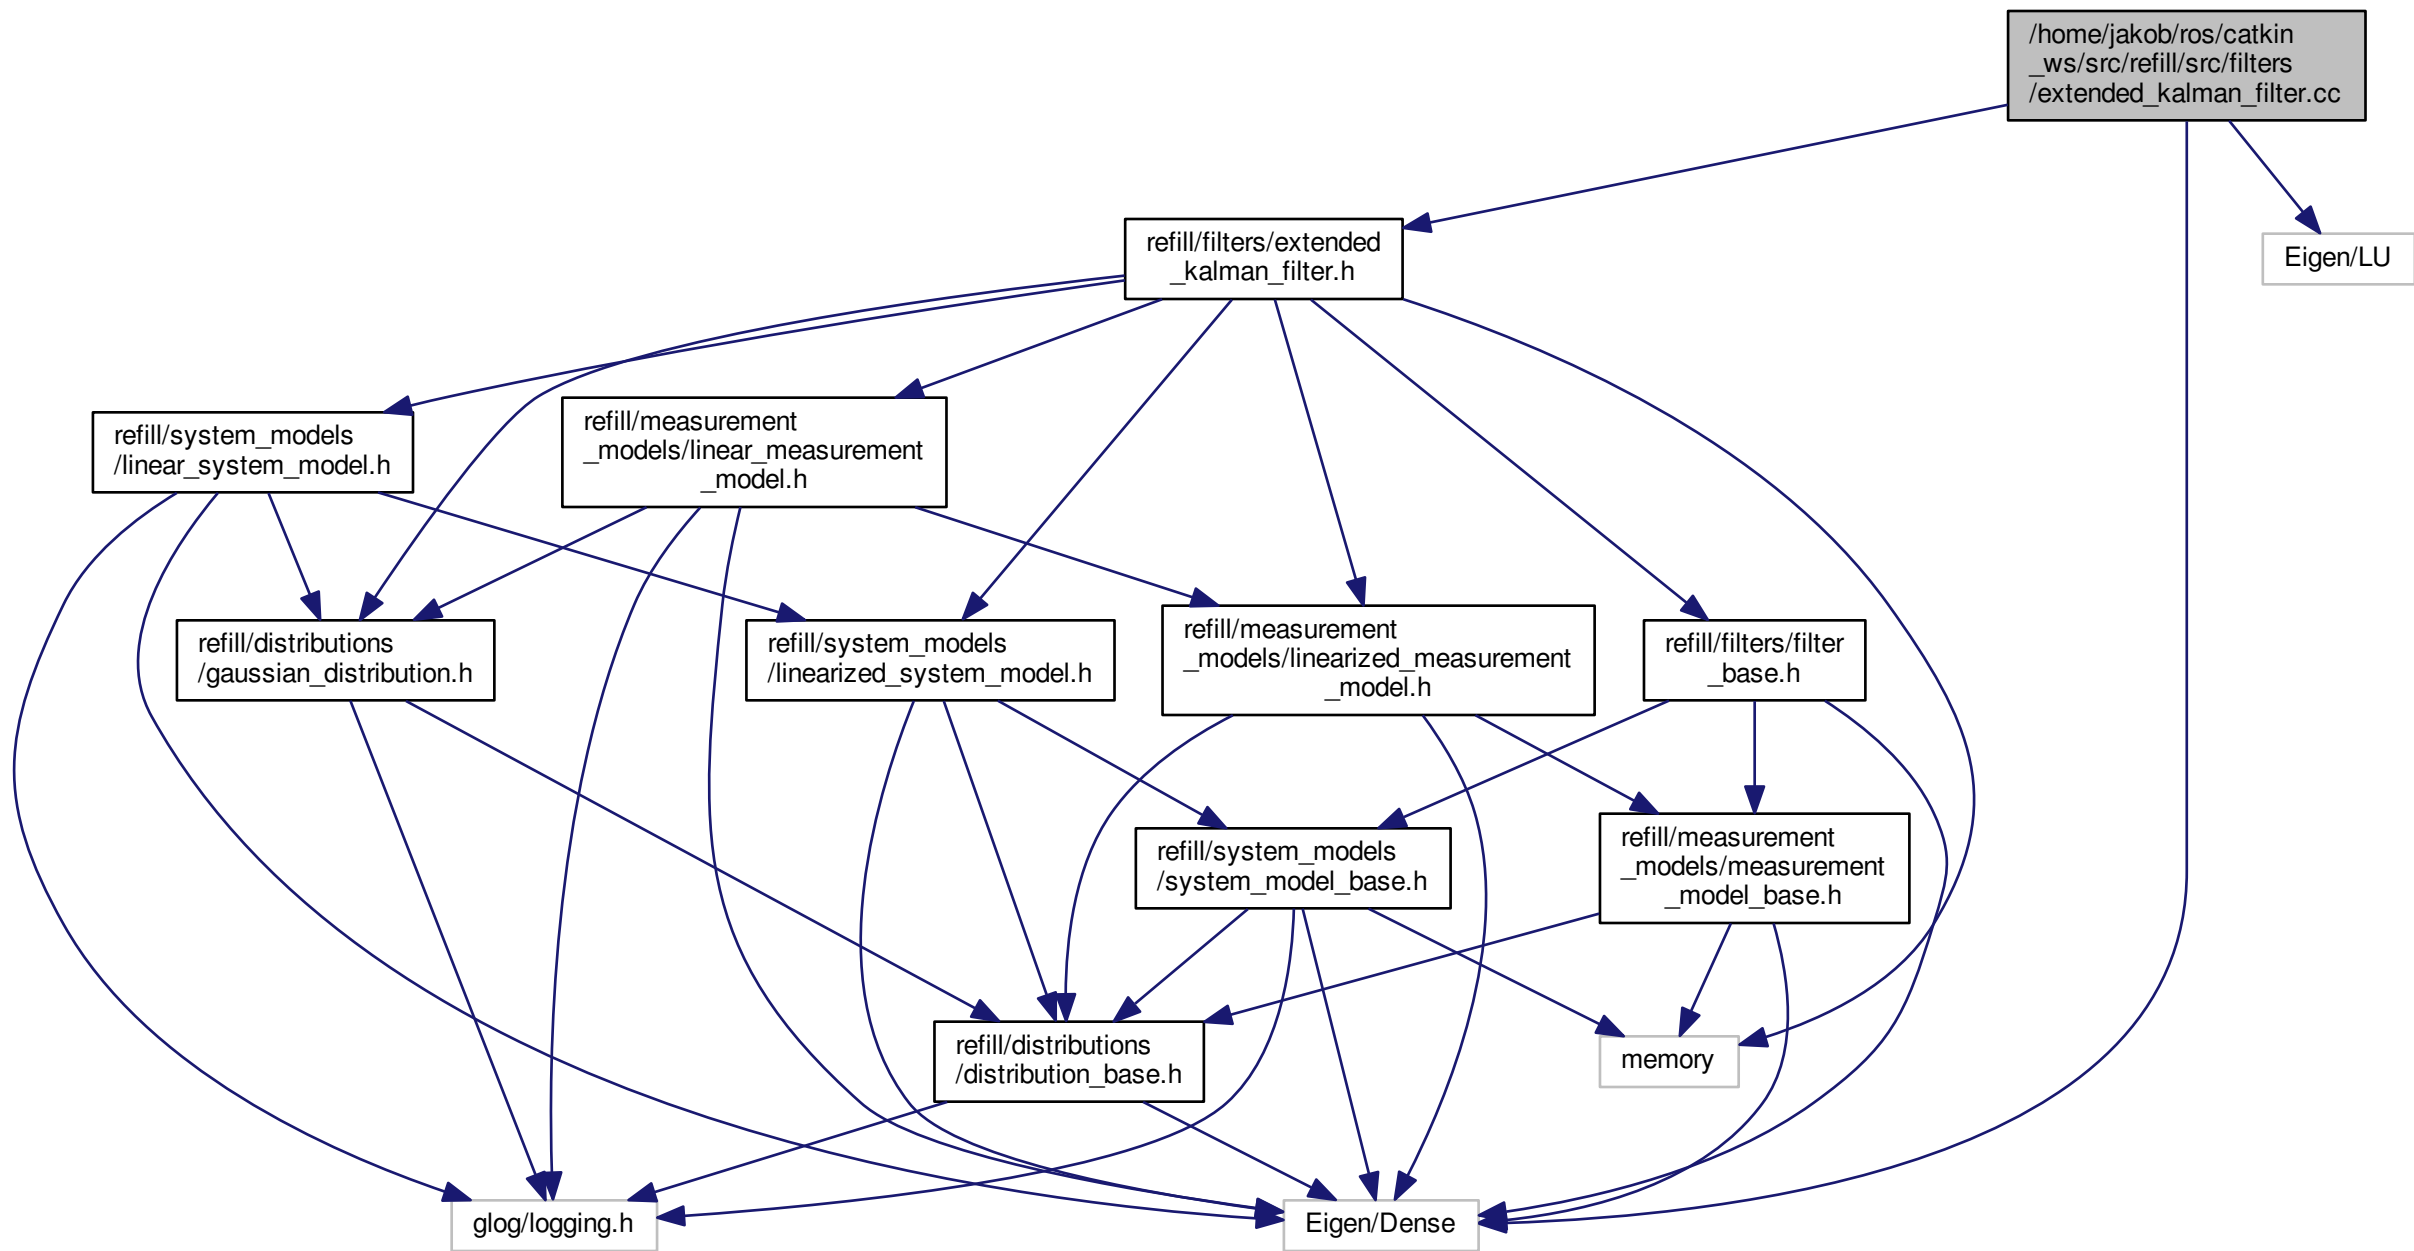 /home/jakob/ros/catkin
_ws/src/refill/src/filters
/extended_kalman_filter.cc
refill/filters/extended
_kalman_filter.h
Eigen/LU
refill/system_models
/linear_system_model.h
refill/measurement
_models/linear_measurement
_model.h
refill/distributions
/gaussian_distribution.h
refill/system_models
/linearized_system_model.h
refill/measurement
_models/linearized_measurement
_model.h
refill/filters/filter
_base.h
refill/system_models
/system_model_base.h
refill/measurement
_models/measurement
_model_base.h
refill/distributions
/distribution_base.h
memory
glog/logging.h
Eigen/Dense